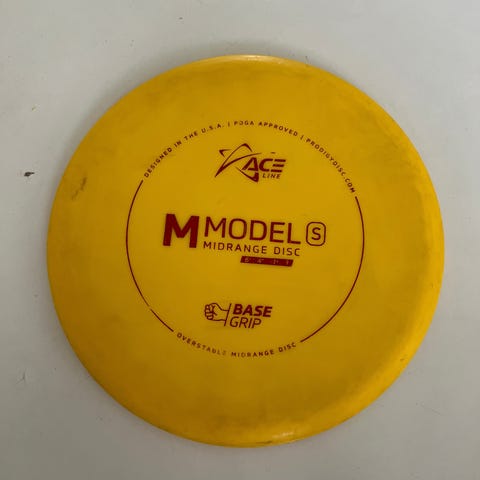 DESIGNED IN THE U.S.A. | PDGA APPROVED | PRODIGYDISC.COM
ACE
LINE
M MODEL S
MIDRANGE DISC
BASE
GRIP
OVERSTABLE MIDRANGE DISC